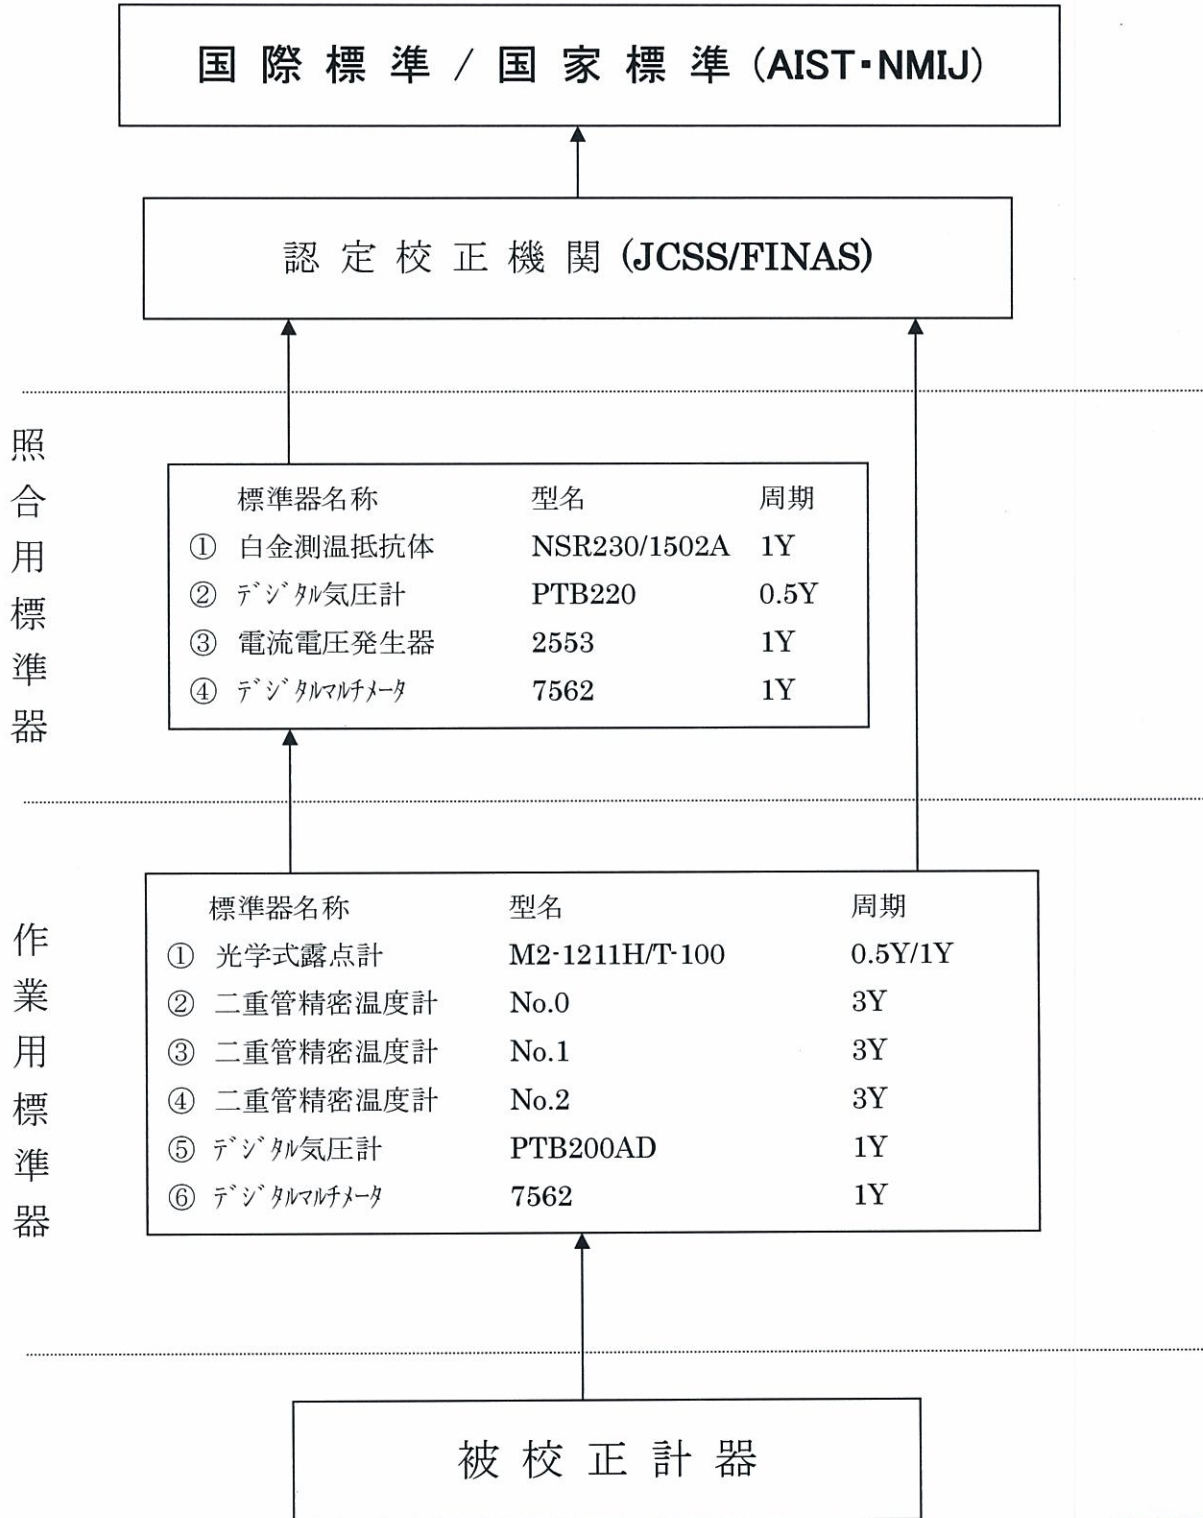 国際標準/国家標準(AIST・NMIJ)
認定校正機関(JCSS/FINAS)
照合用標準器
標準器名称 型名 周期
① 白金測温抵抗体 NSR230/1502A 1Y
② デジタル気圧計 PTB220 0.5Y
③ 電流電圧発生器 2553 1Y
④ デジタルマルチメータ 7562 1Y
作業用標準器
標準器名称 型名 周期
① 光学式露点計 M2-1211H/T-100 0.5Y/1Y
② 二重管精密温度計 No.0 3Y
③ 二重管精密温度計 No.1 3Y
④ 二重管精密温度計 No.2 3Y
⑤ デジタル気圧計 PTB200AD 1Y
⑥ デジタルマルチメータ 7562 1Y
被校正計器